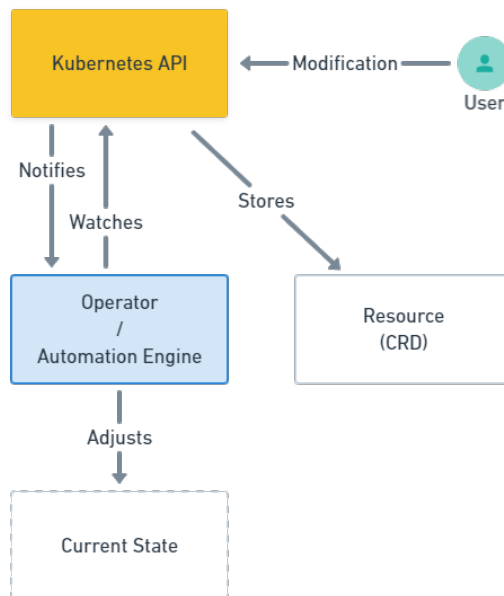 Kubernetes API
Modification
User
Notifies
Watches
Stores
Operator
/
Automation Engine
Resource
(CRD)
Adjusts
Current State